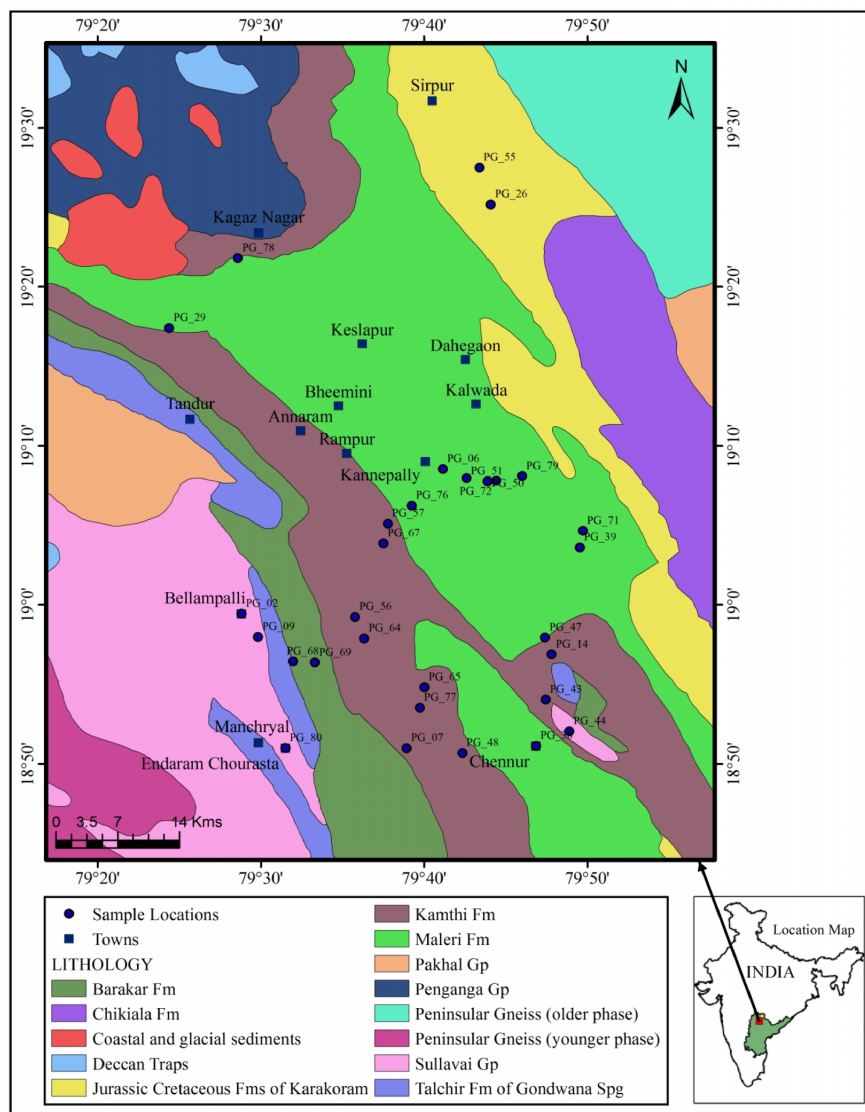 79°20' 79°30' 79°40' 79°50'
N
Sirpur
19°30' 19°30'
PG_55
PG_26
Kagaz Nagar
PG_78
19°20' 19°20'
PG_29
Keslapur
Dahegaon
Bheemini
Kalwada
Tandur
Annaram
Rampur
19°10' 19°10'
Kannepally
PG_06
PG_51
PG_79
PG_72
PG_50
PG_76
PG_57
PG_71
PG_67
PG_39
19°0' 19°0'
Bellampalli
PG_02
PG_56
PG_09
PG_64
PG_47
PG_14
PG_68
PG_69
PG_65
PG_77
PG_43
PG_44
Manchryal
PG_80
PG_07
PG_48
18°50' 18°50'
Endaram Chourasta
Chennur
0 3.5 7 14 Kms
79°20' 79°30' 79°40' 79°50'
Sample Locations
Towns
LITHOLOGY
Barakar Fm
Chikiala Fm
Coastal and glacial sediments
Deccan Traps
Jurassic Cretaceous Fms of Karakoram
Kamthi Fm
Maleri Fm
Pakhal Gp
Penganga Gp
Peninsular Gneiss (older phase)
Peninsular Gneiss (younger phase)
Sullavai Gp
Talchir Fm of Gondwana Spg
Location Map
INDIA